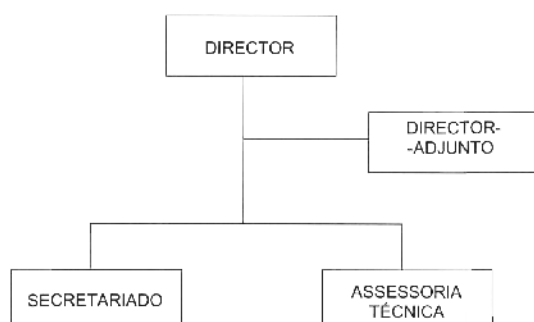 DIRECTOR
DIRECTOR-
-ADJUNTO
SECRETARIADO
ASSESSORIA
TÉCNICA